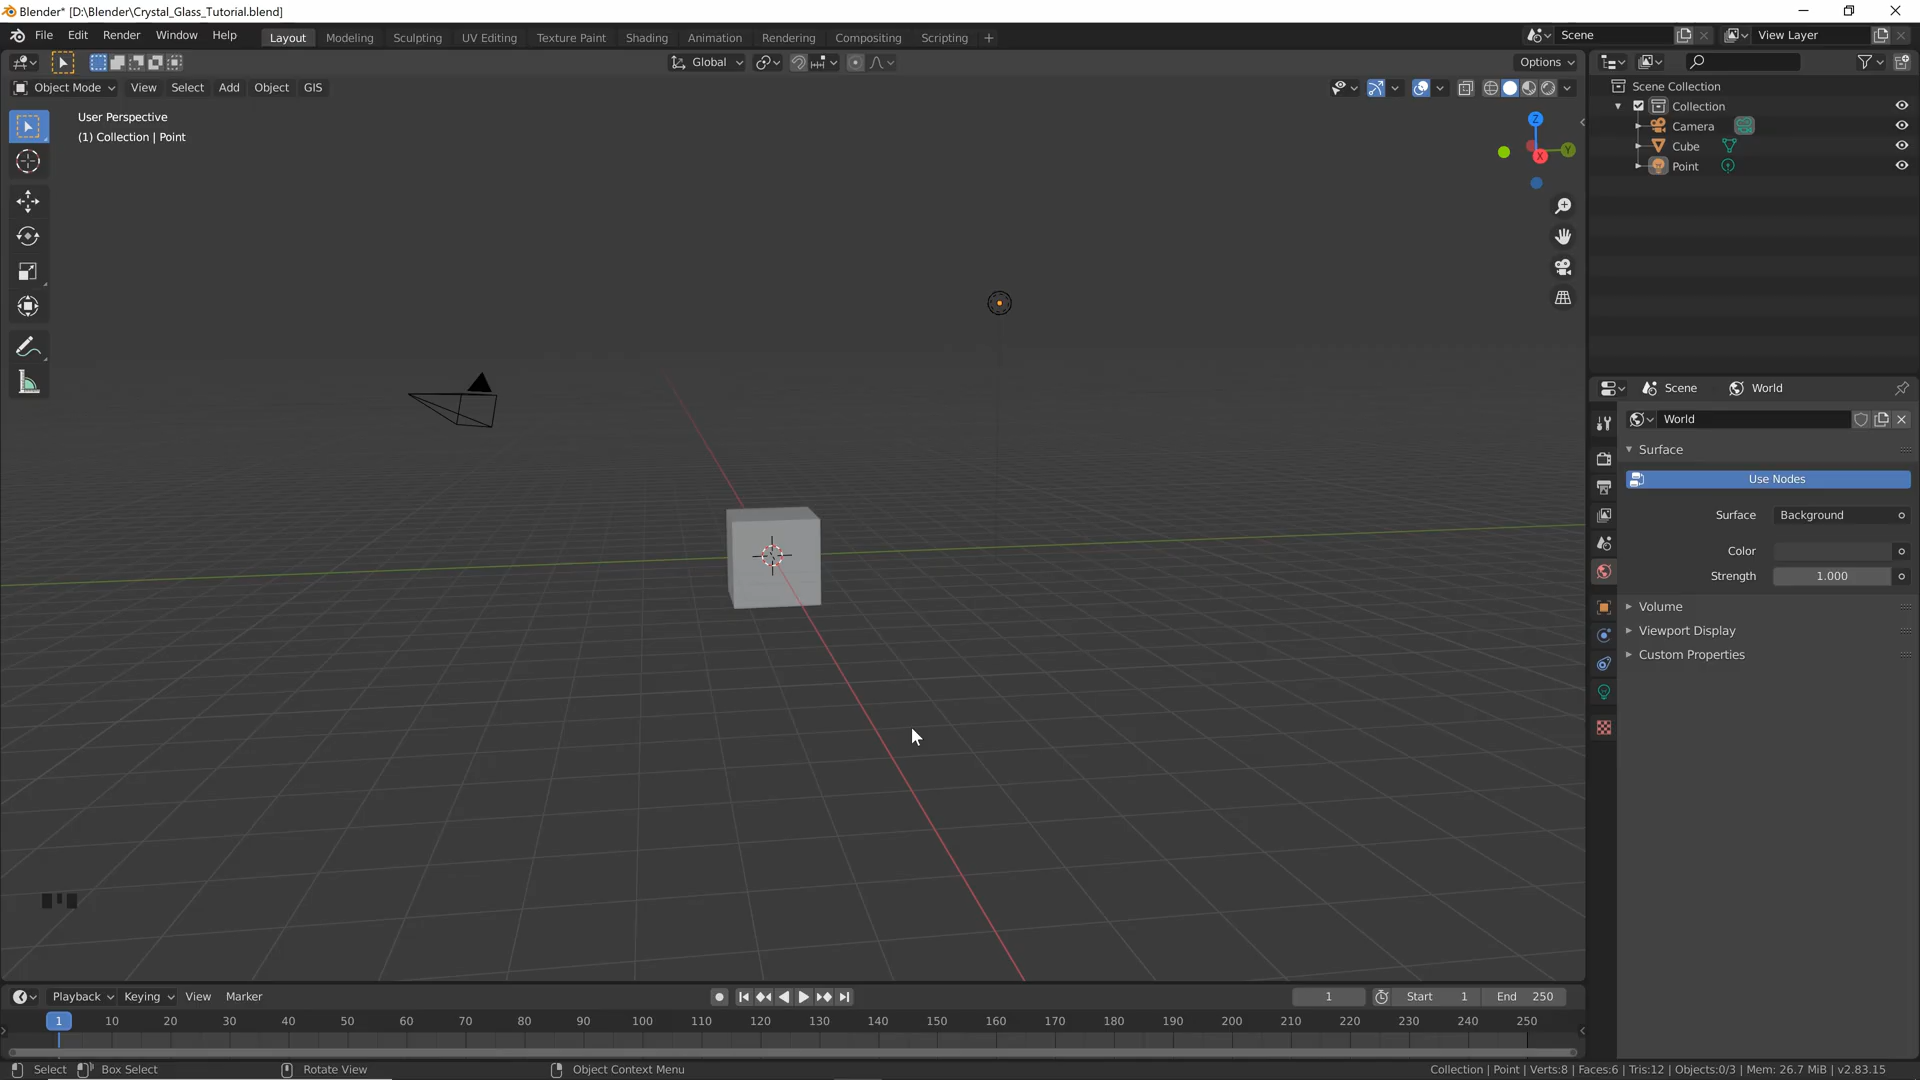 Blender* [D:\Blender\Crystal_Glass_Tutorial.blend]
File Edit Render Window Help
Layout Modeling Sculpting UV Editing Texture Paint Shading Animation Rendering Compositing Scripting +
Scene
View Layer
Global
Options
Object Mode View Select Add Object GIS
User Perspective
(1) Collection | Point
Z
Y
X
Scene Collection
Collection
Camera
Cube
Point
Scene World
World
Surface
Use Nodes
Surface Background
Color
Strength 1.000
Volume
Viewport Display
Custom Properties
Playback Keying View Marker
1 Start 1 End 250
1 10 20 30 40 50 60 70 80 90 100 110 120 130 140 150 160 170 180 190 200 210 220 230 240 250
Select Box Select Rotate View Object Context Menu
Collection | Point | Verts:8 | Faces:6 | Tris:12 | Objects:0/3 | Mem: 26.7 MiB | v2.83.15